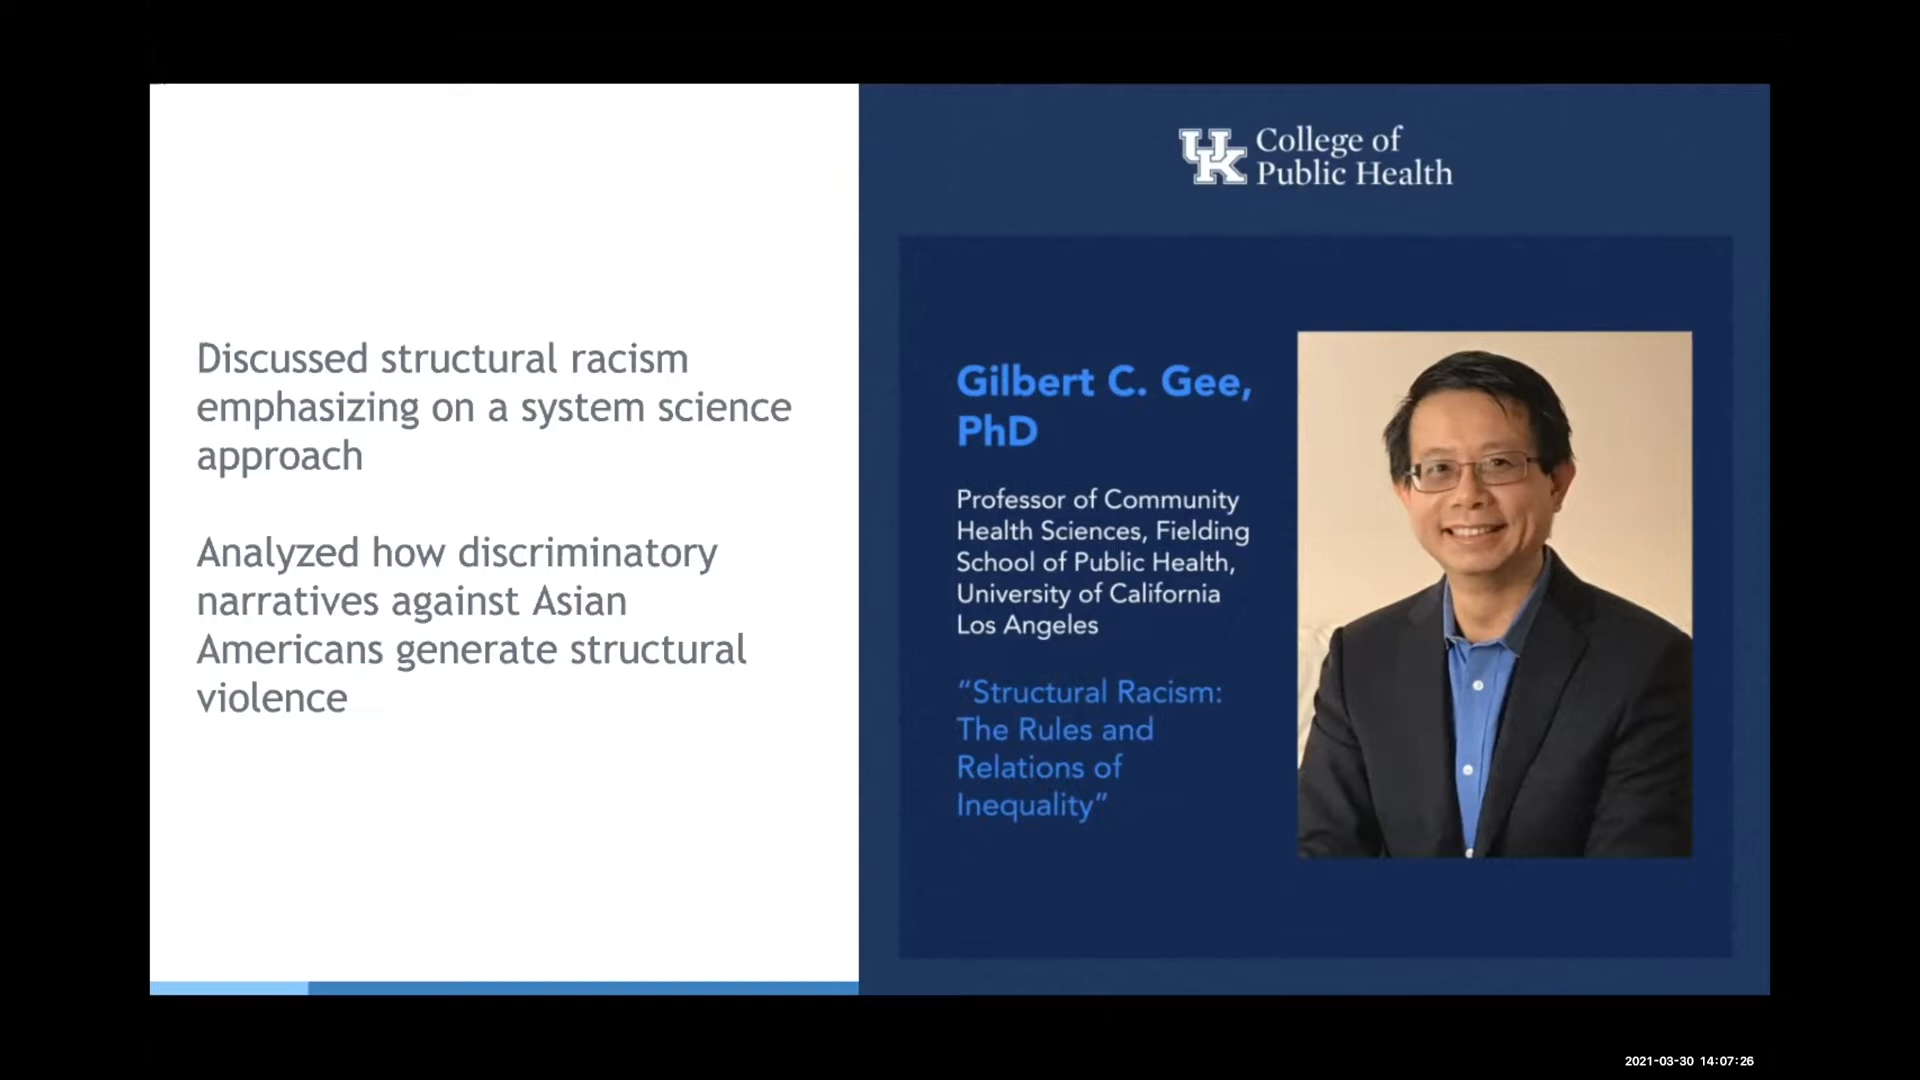 Discussed structural racism
emphasizing on a system science
approach
Analyzed how discriminatory
narratives against Asian
Americans generate structural
violence
UK College of
Public Health
Gilbert C. Gee,
PhD
Professor of Community
Health Sciences, Fielding
School of Public Health,
University of California
Los Angeles
“Structural Racism:
The Rules and
Relations of
Inequality”
2021-03-30 14:07:26